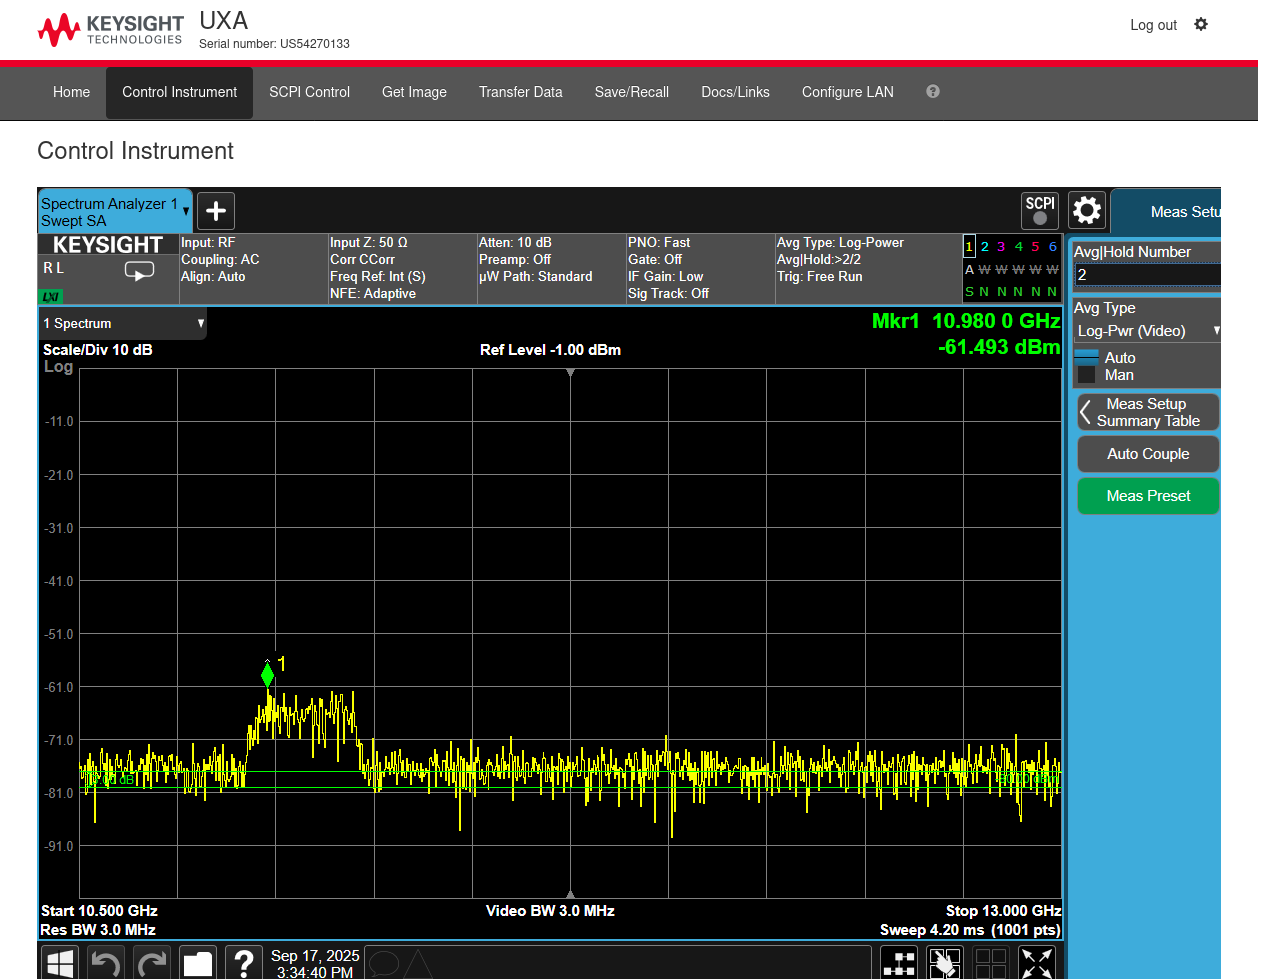 KEYSIGHT
TECHNOLOGIES
UXA
Serial number: US54270133
Log out
Home
Control Instrument
SCPI Control
Get Image
Transfer Data
Save/Recall
Docs/Links
Configure LAN
?
Control Instrument
Spectrum Analyzer 1
Swept SA
+
SCPI
Meas Setu
KEYSIGHT
R L
LXI
Input: RF
Coupling: AC
Align: Auto
Input Z: 50 Ω
Corr CCorr
Freq Ref: Int (S)
NFE: Adaptive
Atten: 10 dB
Preamp: Off
µW Path: Standard
PNO: Fast
Gate: Off
IF Gain: Low
Sig Track: Off
Avg Type: Log-Power
Avg|Hold:>2/2
Trig: Free Run
1 2 3 4 5 6
A W W W W W
S N N N N N
Avg|Hold Number
2
Avg Type
Log-Pwr (Video)
Auto
Man
Meas Setup
Summary Table
Auto Couple
Meas Preset
1 Spectrum
Mkr1 10.980 0 GHz
-61.493 dBm
Scale/Div 10 dB
Ref Level -1.00 dBm
Log
-11.0
-21.0
-31.0
-41.0
-51.0
-61.0
-71.0
-81.0
-91.0
1
Start 10.500 GHz
Video BW 3.0 MHz
Stop 13.000 GHz
Res BW 3.0 MHz
Sweep 4.20 ms (1001 pts)
?
Sep 17, 2025
3:34:40 PM